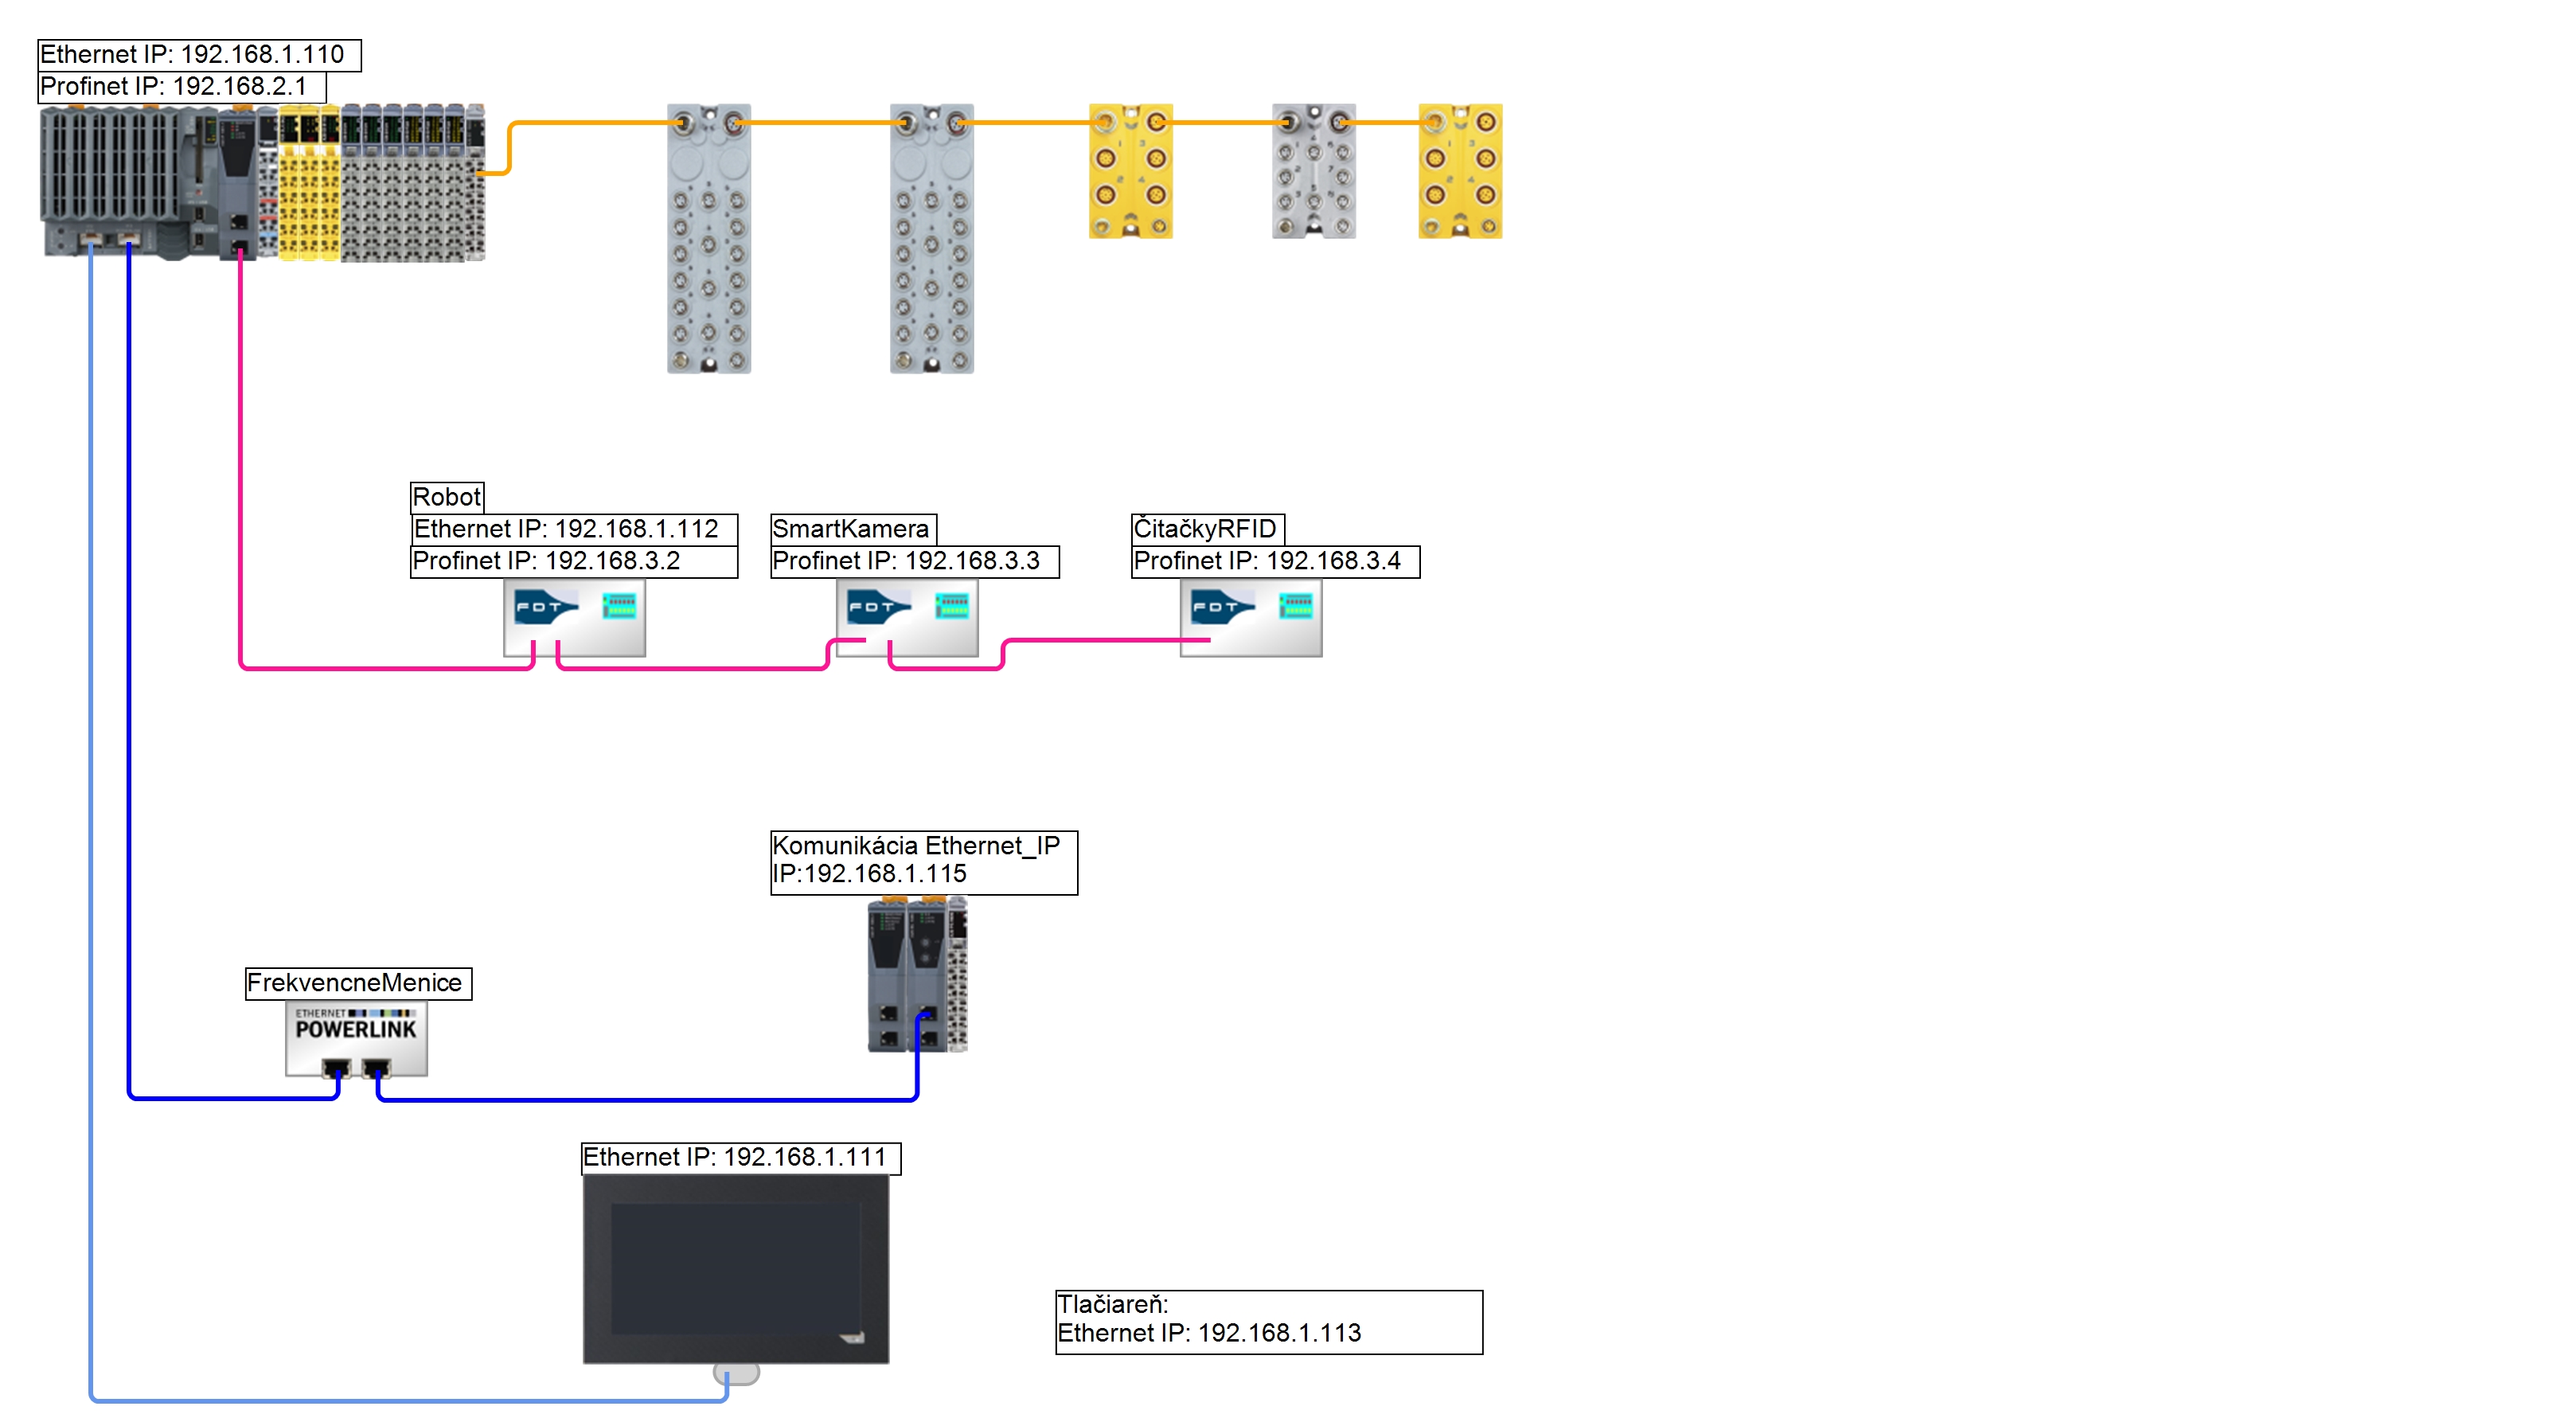 Ethernet IP: 192.168.1.110
Profinet IP: 192.168.2.1
Robot
Ethernet IP: 192.168.1.112
Profinet IP: 192.168.3.2
SmartKamera
Profinet IP: 192.168.3.3
ČitačkyRFID
Profinet IP: 192.168.3.4
FDT
FDT
FDT
Komunikácia Ethernet_IP
IP:192.168.1.115
FrekvencneMenice
ETHERNET
POWERLINK
Ethernet IP: 192.168.1.111
Tlačiareň:
Ethernet IP: 192.168.1.113